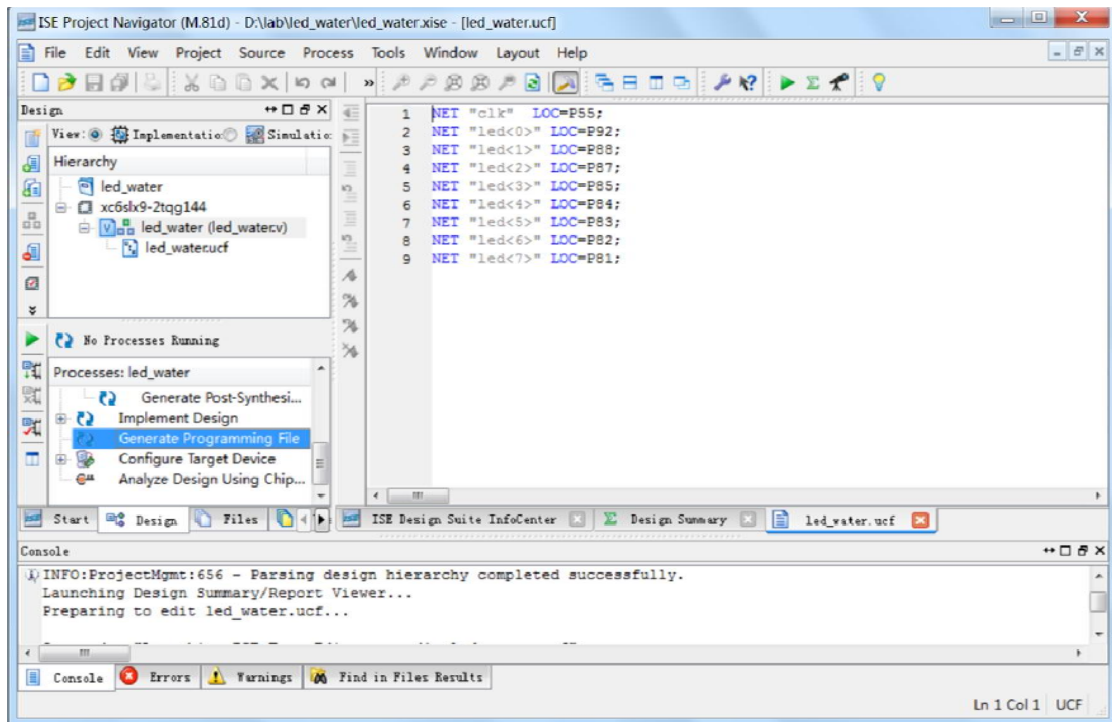 ISE Project Navigator (M.81d) - D:\lab\led_water\led_water.xise - [led_water.ucf]
File Edit View Project Source Process Tools Window Layout Help
Design
View: Implementatio Simulatio
Hierarchy
led_water
xc6slx9-2tqg144
led_water (led_water.v)
led_water.ucf
No Processes Running
Processes: led_water
Generate Post-Synthesi...
Implement Design
Generate Programming File
Configure Target Device
Analyze Design Using Chip...
1 NET "clk" LOC=P55;
2 NET "led<0>" LOC=P92;
3 NET "led<1>" LOC=P88;
4 NET "led<2>" LOC=P87;
5 NET "led<3>" LOC=P85;
6 NET "led<4>" LOC=P84;
7 NET "led<5>" LOC=P83;
8 NET "led<6>" LOC=P82;
9 NET "led<7>" LOC=P81;
Start Design Files
ISE Design Suite InfoCenter Design Summary led_water.ucf
Console
INFO:ProjectMgmt:656 - Parsing design hierarchy completed successfully.
Launching Design Summary/Report Viewer...
Preparing to edit led_water.ucf...
Console Errors Warnings Find in Files Results
Ln 1 Col 1 UCF